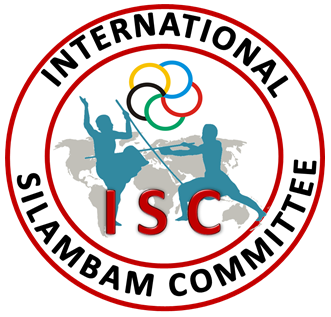 INTERNATIONAL
ISC
SILAMBAM COMMITTEE